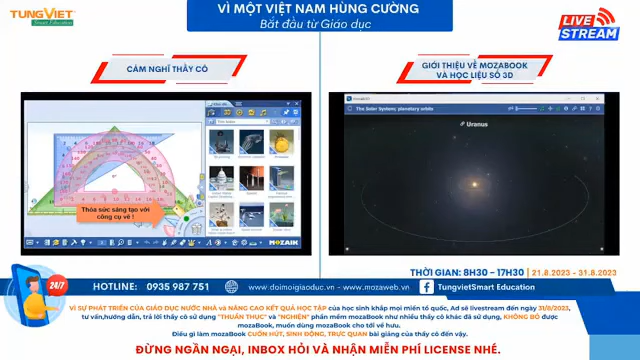 VÌ MỘT VIỆT NAM HÙNG CƯỜNG
Bắt đầu từ Giáo dục
TUNGVIET
Smart Education
LIVE
STREAM
CẢM NGHĨ THẦY CÔ
GIỚI THIỆU VỀ MOZABOOK
VÀ HỌC LIỆU SỐ 3D
Thỏa sức sáng tạo với
công cụ vẽ !
MOZAIK
The Solar System; planetary orbits
Uranus
THỜI GIAN: 8H30 - 17H30 | 21.8.2023 - 31.8.2023
24/7
HOTLINE: 0935 987 751
www.doimoigiaoduc.vn - www.mozaweb.vn
TungvietSmart Education
VÌ SỰ PHÁT TRIỂN CỦA GIÁO DỤC NƯỚC NHÀ VÀ NÂNG CAO KẾT QUẢ HỌC TẬP của học sinh khắp mọi miền tổ quốc, Ad sẽ livestream đến ngày 31/8/2023,
tư vấn,hướng dẫn, trả lời thầy cô sử dụng "THUẦN THỤC" và "NGHIỆN" phần mềm mozaBook như nhiều thầy cô khác đã sử dụng, KHÔNG BỎ được
mozaBook, muốn dùng mozaBook cho tới về hưu.
Điều gì làm mozaBook CUỐN HÚT, SINH ĐỘNG, TRỰC QUAN bài giảng của thầy cô đến vậy.
ĐỪNG NGẦN NGẠI, INBOX HỎI VÀ NHẬN MIỄN PHÍ LICENSE NHÉ.